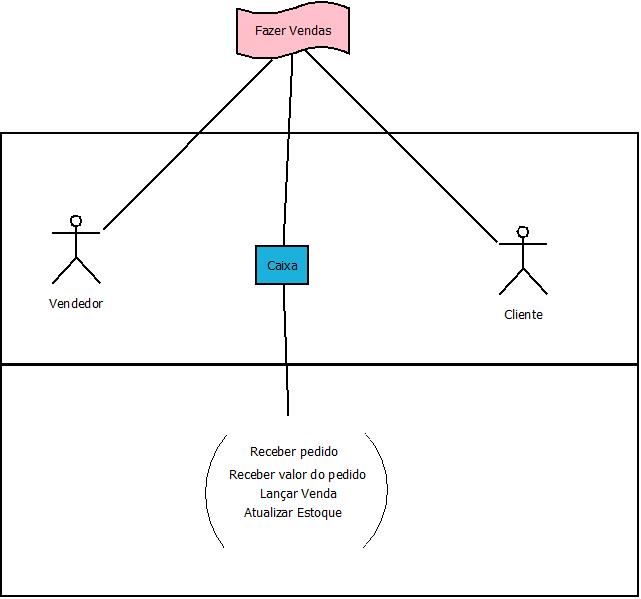 Fazer Vendas
Caixa
Vendedor
Cliente
Receber pedido
Receber valor do pedido
Lançar Venda
Atualizar Estoque